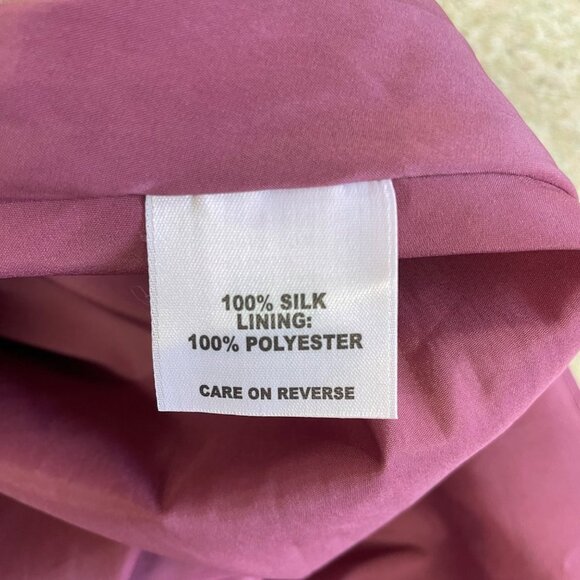 100% SILK
LINING:
100% POLYESTER
CARE ON REVERSE